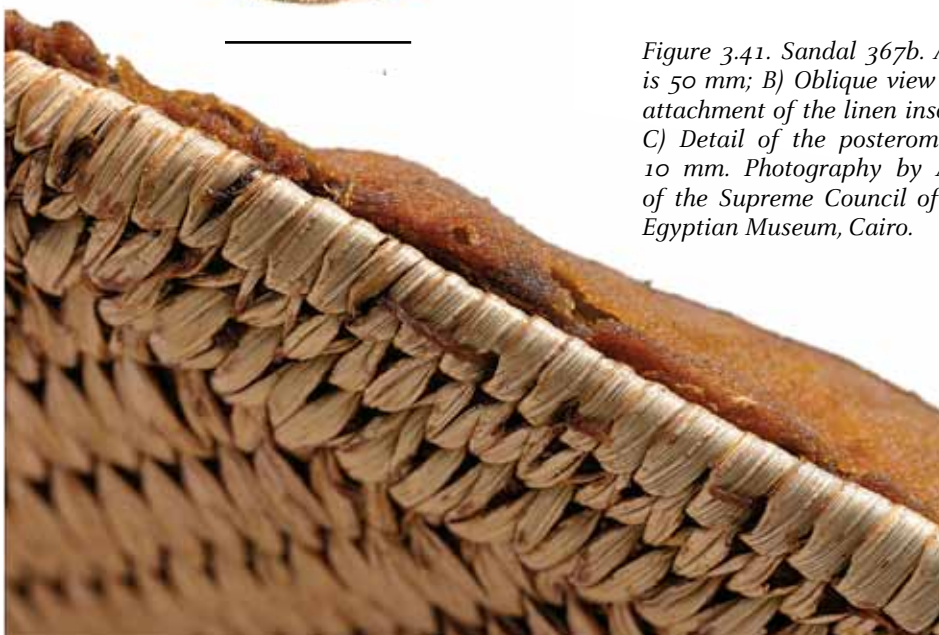 Figure 3.41. Sandal 367b. A
is 50 mm; B) Oblique view
attachment of the linen inse
C) Detail of the posterom
10 mm. Photography by A
of the Supreme Council of
Egyptian Museum, Cairo.